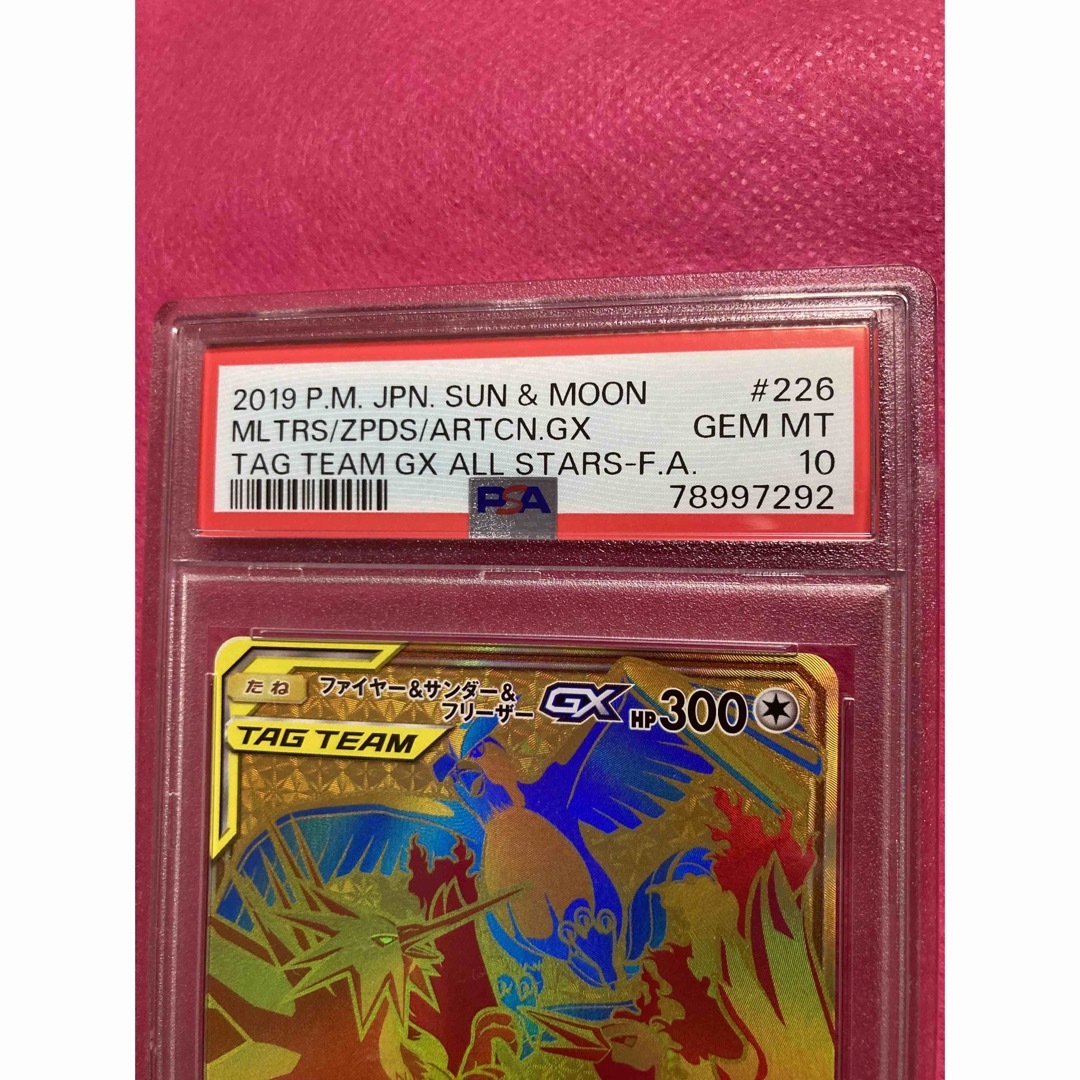 2019 P.M. JPN. SUN & MOON #226
MLTRS/ZPDS/ARTCN.GX GEM MT
TAG TEAM GX ALL STARS-F.A. 10
PSA 78997292
たね ファイヤー&サンダー&
フリーザー GX HP 300
TAG TEAM